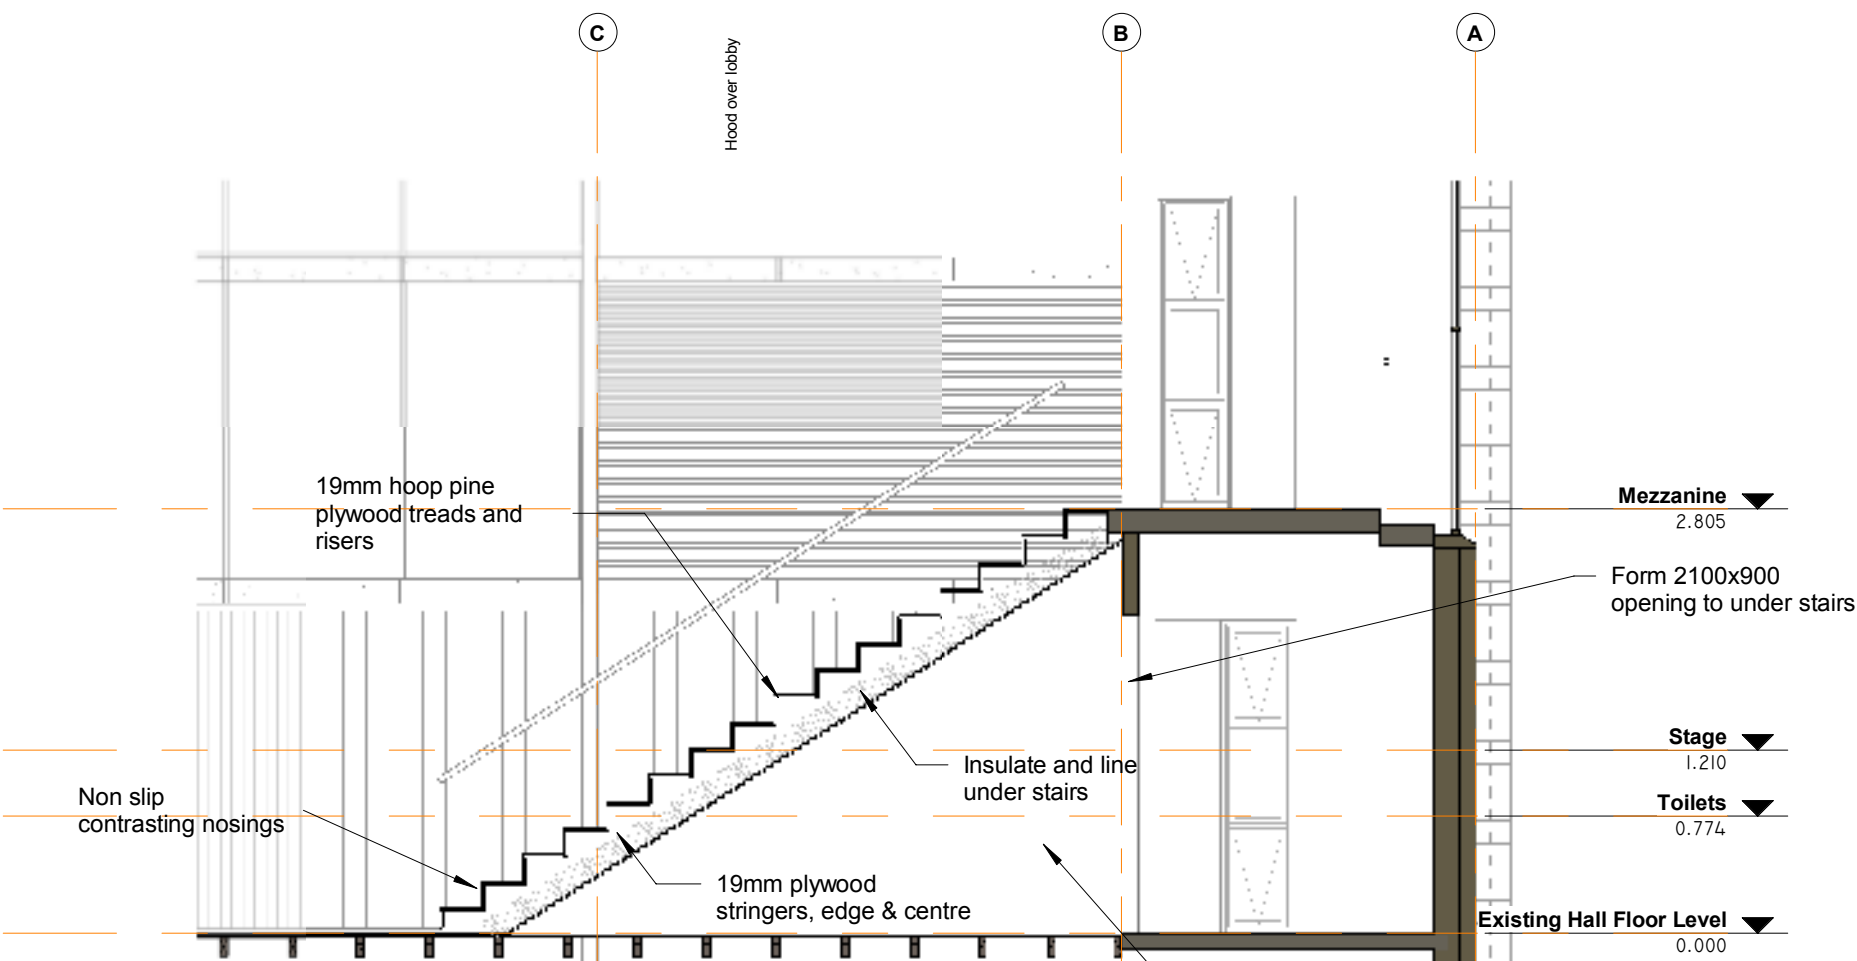 C
B
A
Hood over lobby
19mm hoop pine
plywood treads and
risers
Mezzanine
2.805
Form 2100x900
opening to under stairs
Stage
1.210
Insulate and line
under stairs
Non slip
contrasting nosings
Toilets
0.774
19mm plywood
stringers, edge & centre
Existing Hall Floor Level
0.000